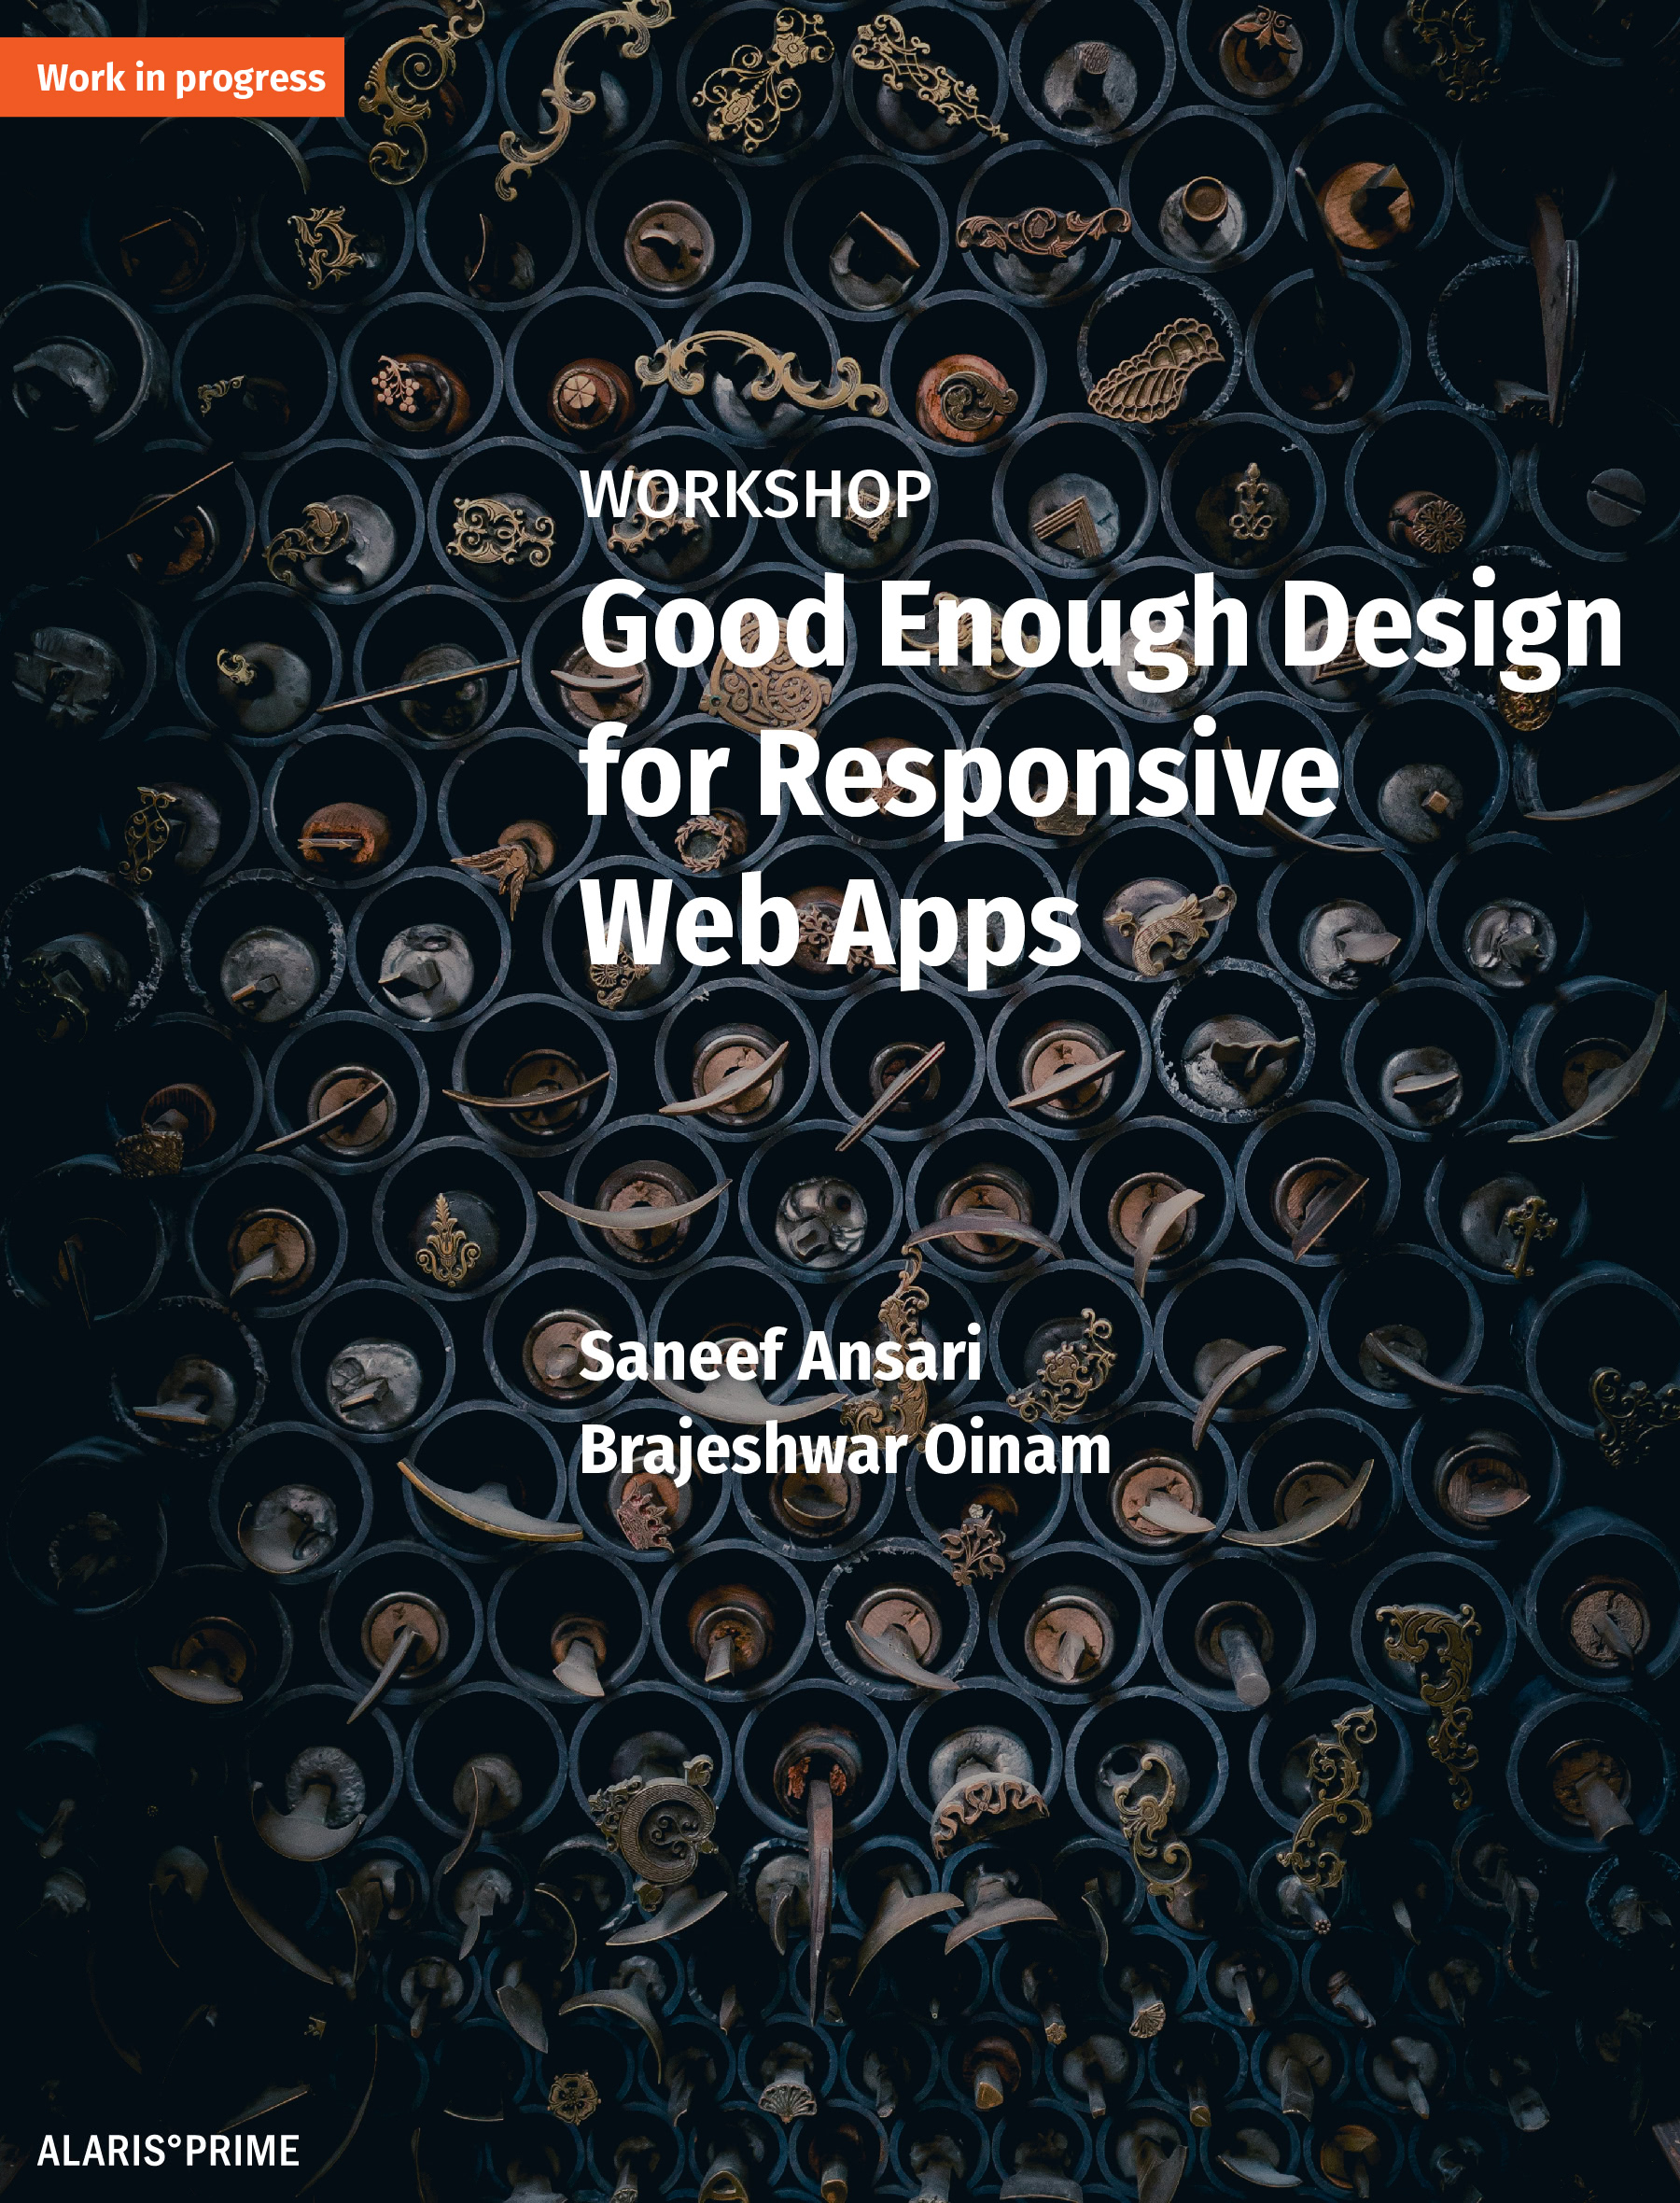 Work in progress
WORKSHOP
Good Enough Design
for Responsive
Web Apps
Saneef Ansari
Brajeshwar Oinam
ALARIS°PRIME